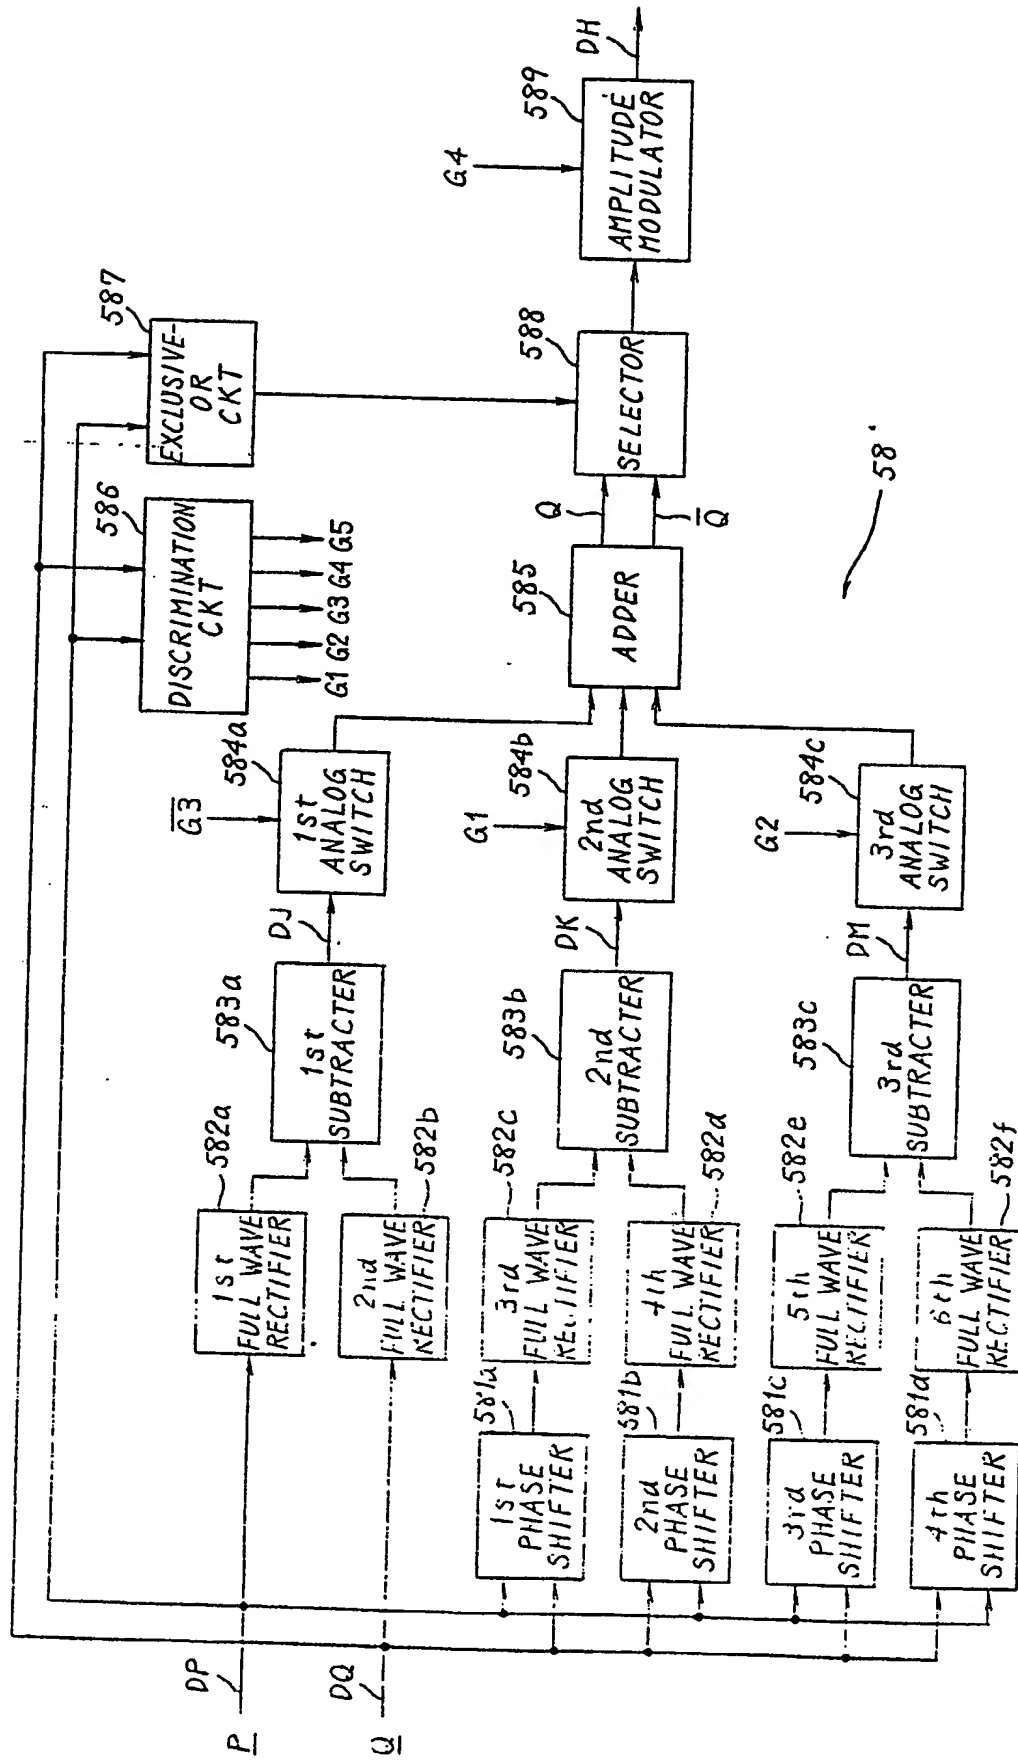 P
DP
Q
DQ
1st
PHASE
SHIFTER
581a
2nd
PHASE
SHIFTER
581b
3rd
PHASE
SHIFTER
581c
4th
PHASE
SHIFTER
581d
1st
FULL WAVE
RECTIFIER
582a
2nd
FULL WAVE
RECTIFIER
582b
3rd
FULL WAVE
RECTIFIER
582c
4th
FULL WAVE
RECTIFIER
582d
5th
FULL WAVE
RECTIFIER
582e
6th
FULL WAVE
RECTIFIER
582f
1st
SUBTRACTER
583a
2nd
SUBTRACTER
583b
3rd
SUBTRACTER
583c
DJ
DK
DM
G3
1st
ANALOG
SWITCH
584a
G1
2nd
ANALOG
SWITCH
584b
G2
3rd
ANALOG
SWITCH
584c
DISCRIMINATION
CKT
586
G1 G2 G3 G4 G5
ADDER
585
Q
Q
EXCLUSIVE-
OR
CKT
587
SELECTOR
588
G4
AMPLITUDE
MODULATOR
589
DH
58'